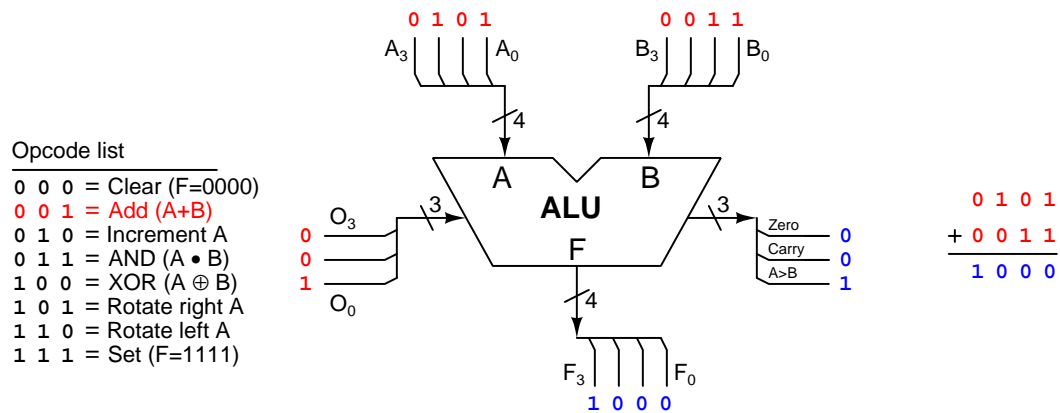 0 1 0 1
0 0 1 1
A3 A0
B3 B0
4
4
Opcode list
0 0 0 = Clear (F=0000)
0 0 1 = Add (A+B)
0 1 0 = Increment A
0 1 1 = AND (A • B)
1 0 0 = XOR (A ⊕ B)
1 0 1 = Rotate right A
1 1 0 = Rotate left A
1 1 1 = Set (F=1111)
O3
0
0
1
O0
3
A B
ALU
F
3
Zero 0
Carry 0
A>B 1
4
F3 F0
1 0 0 0
0 1 0 1
+ 0 0 1 1
1 0 0 0